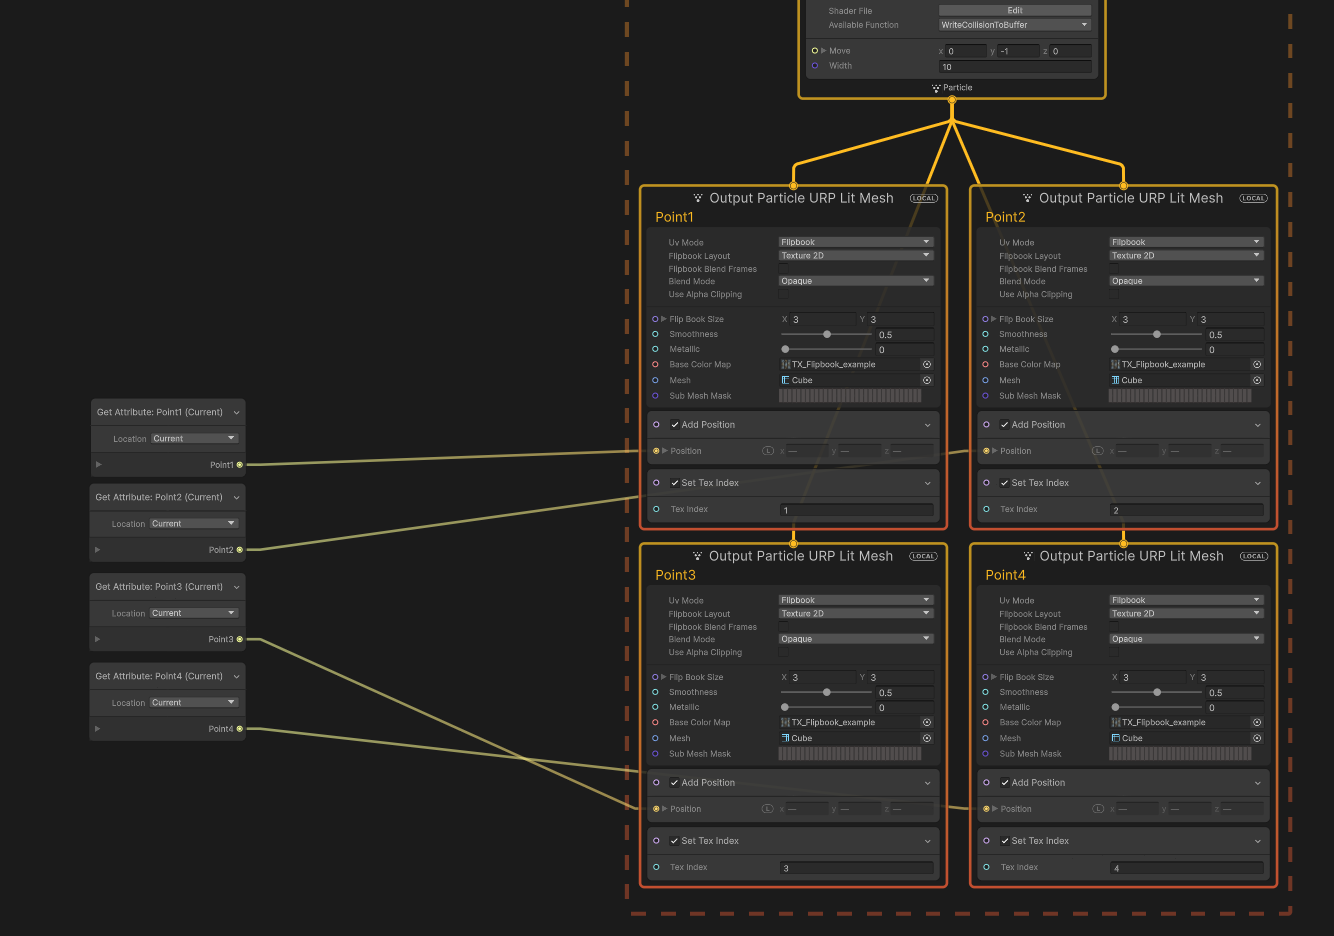 Shader File Edit
Available Function WriteCollisionToBuffer
Move x 0 y -1 z 0
Width 10
Particle
Output Particle URP Lit Mesh LOCAL
Point1
Uv Mode Flipbook
Flipbook Layout Texture 2D
Flipbook Blend Frames
Blend Mode Opaque
Use Alpha Clipping
Flip Book Size X 3 Y 3
Smoothness 0.5
Metallic 0
Base Color Map TX_Flipbook_example
Mesh Cube
Sub Mesh Mask
Add Position
Position L x — y — z —
Set Tex Index
Tex Index 1
Output Particle URP Lit Mesh LOCAL
Point2
Uv Mode Flipbook
Flipbook Layout Texture 2D
Flipbook Blend Frames
Blend Mode Opaque
Use Alpha Clipping
Flip Book Size X 3 Y 3
Smoothness 0.5
Metallic 0
Base Color Map TX_Flipbook_example
Mesh Cube
Sub Mesh Mask
Add Position
Position L x — y — z —
Set Tex Index
Tex Index 2
Get Attribute: Point1 (Current)
Location Current
Point1
Get Attribute: Point2 (Current)
Location Current
Point2
Get Attribute: Point3 (Current)
Location Current
Point3
Get Attribute: Point4 (Current)
Location Current
Point4
Output Particle URP Lit Mesh LOCAL
Point3
Uv Mode Flipbook
Flipbook Layout Texture 2D
Flipbook Blend Frames
Blend Mode Opaque
Use Alpha Clipping
Flip Book Size X 3 Y 3
Smoothness 0.5
Metallic 0
Base Color Map TX_Flipbook_example
Mesh Cube
Sub Mesh Mask
Add Position
Position L x — y — z —
Set Tex Index
Tex Index 3
Output Particle URP Lit Mesh LOCAL
Point4
Uv Mode Flipbook
Flipbook Layout Texture 2D
Flipbook Blend Frames
Blend Mode Opaque
Use Alpha Clipping
Flip Book Size X 3 Y 3
Smoothness 0.5
Metallic 0
Base Color Map TX_Flipbook_example
Mesh Cube
Sub Mesh Mask
Add Position
Position L x — y — z —
Set Tex Index
Tex Index 4